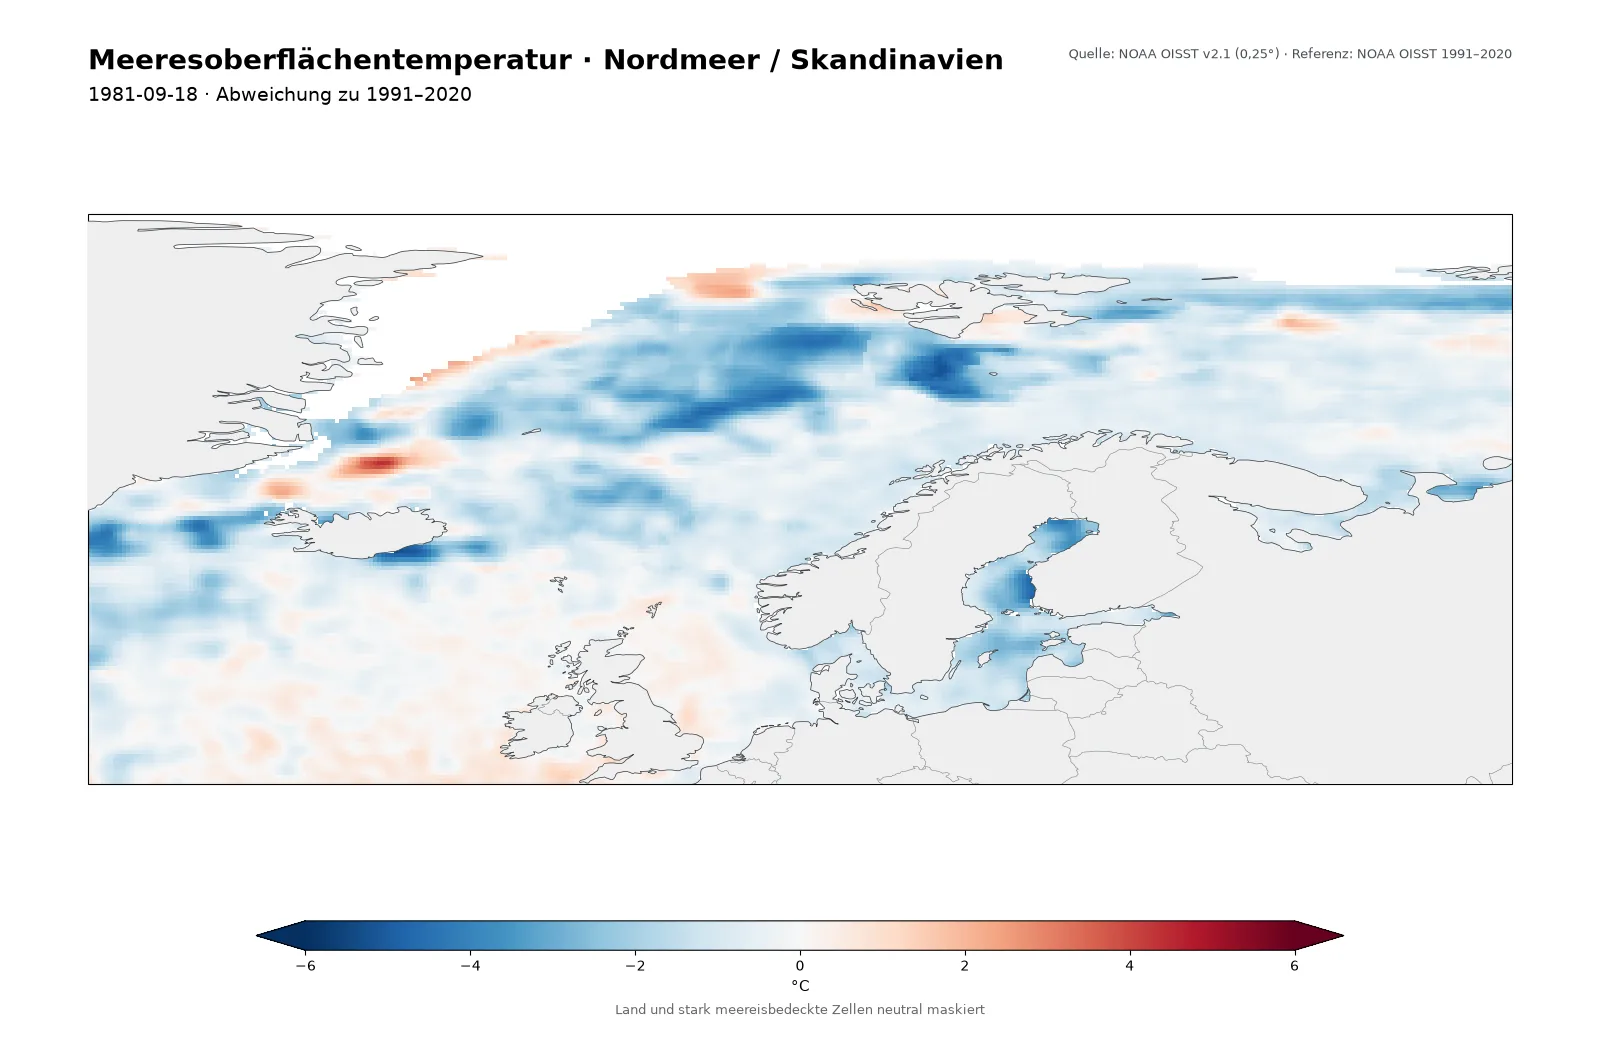 Meeresoberflächentemperatur · Nordmeer / Skandinavien
Quelle: NOAA OISST v2.1 (0,25°) · Referenz: NOAA OISST 1991–2020
1981-09-18 · Abweichung zu 1991–2020
−6 −4 −2 0 2 4 6
°C
Land und stark meereisbedeckte Zellen neutral maskiert